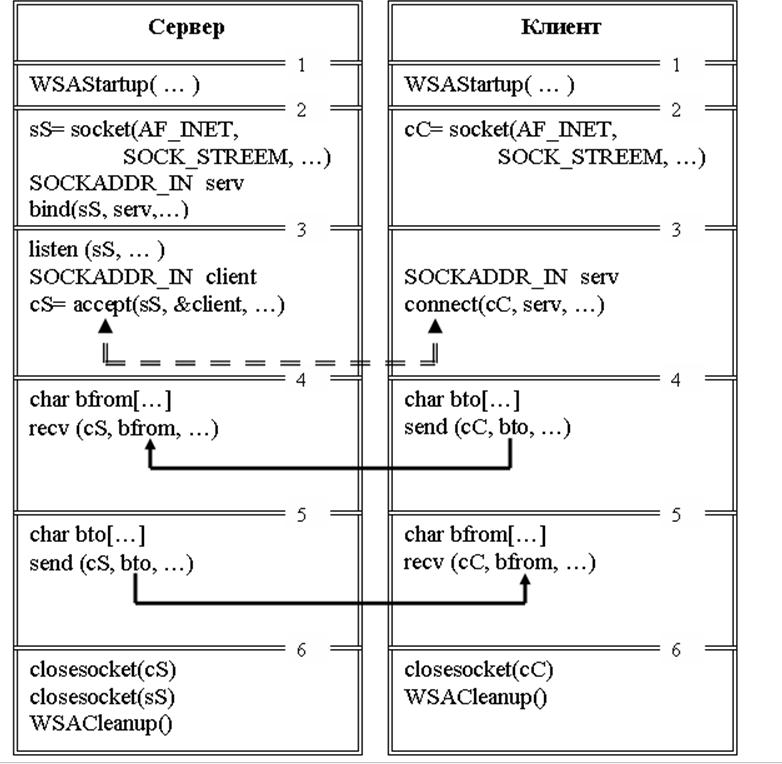 Сервер
1
WSAStartup( … )
2
sS= socket(AF_INET,
SOCK_STREEM, …)
SOCKADDR_IN serv
bind(sS, serv,…)
3
listen (sS, … )
SOCKADDR_IN client
cS= accept(sS, &client, …)
4
char bfrom[…]
recv (cS, bfrom, …)
5
char bto[…]
send (cS, bto, …)
6
closesocket(cS)
closesocket(sS)
WSACleanup()
Клиент
1
WSAStartup( … )
2
cC= socket(AF_INET,
SOCK_STREEM, …)
3
SOCKADDR_IN serv
connect(cC, serv, …)
4
char bto[…]
send (cC, bto, …)
5
char bfrom[…]
recv (cC, bfrom, …)
6
closesocket(cC)
WSACleanup()